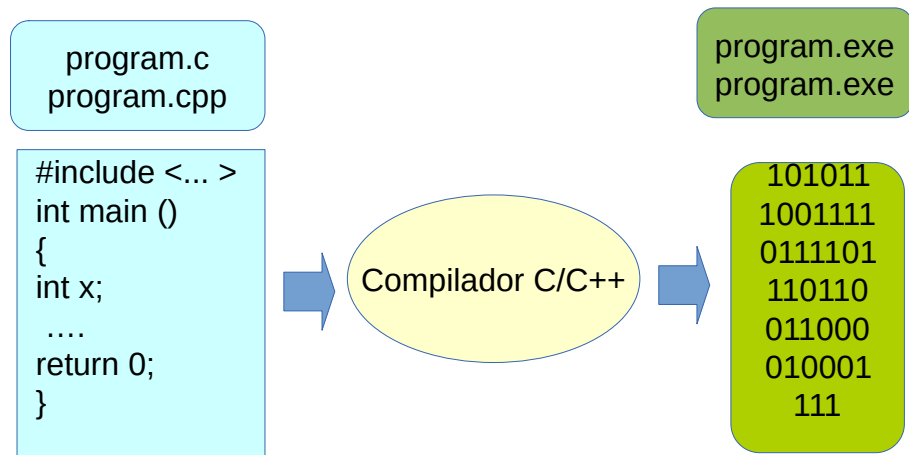 program.c
program.cpp
#include <... >
int main ()
{
int x;
....
return 0;
}
Compilador C/C++
program.exe
program.exe
101011
1001111
0111101
110110
011000
010001
111